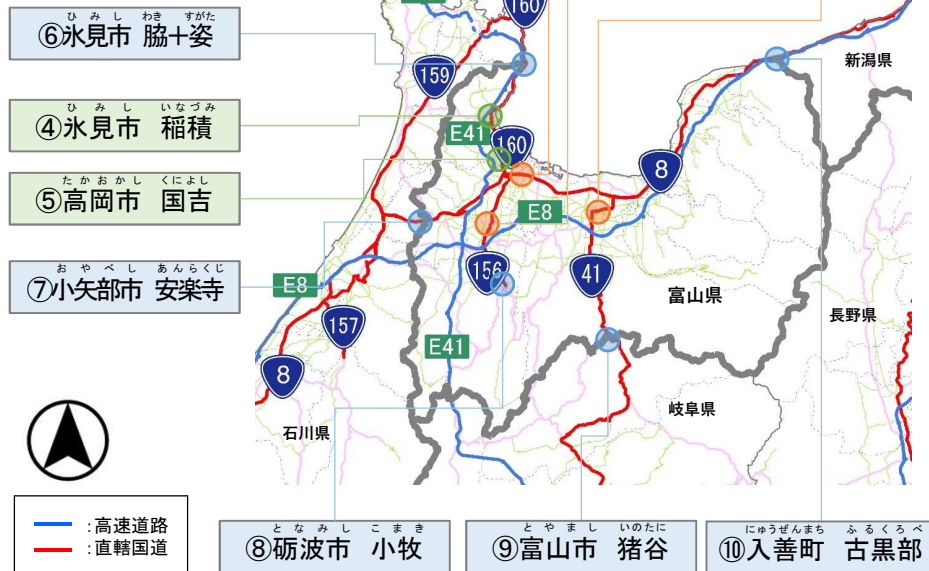 160
ひみし わき すがた
⑥氷見市 脇+姿
159
新潟県
ひみし いなづみ
④氷見市 稲積
E41
160
8
たかおかし くによし
⑤高岡市 国吉
E8
おやべし あんらくじ
⑦小矢部市 安楽寺
E8
156
41
富山県
長野県
157
E41
8
岐阜県
石川県
:高速道路
:直轄国道
となみし こまき
⑧砺波市 小牧
とやまし いのたに
⑨富山市 猪谷
にゅうぜんまち ふるくろべ
⑩入善町 古黒部